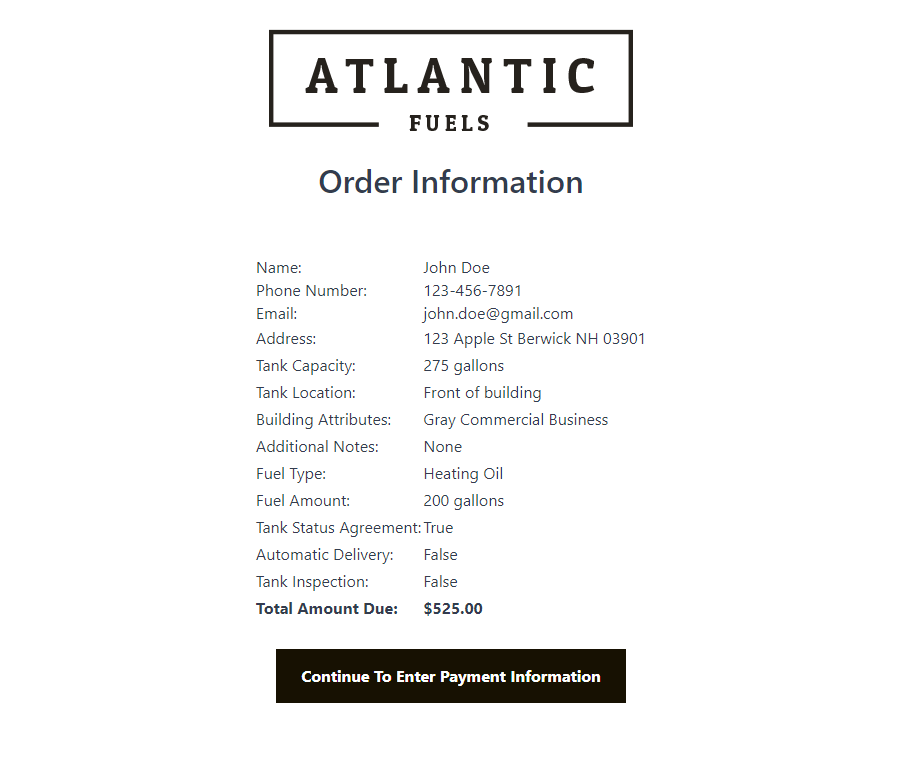 ATLANTIC
FUELS
Order Information
Name: John Doe
Phone Number: 123-456-7891
Email: john.doe@gmail.com
Address: 123 Apple St Berwick NH 03901
Tank Capacity: 275 gallons
Tank Location: Front of building
Building Attributes: Gray Commercial Business
Additional Notes: None
Fuel Type: Heating Oil
Fuel Amount: 200 gallons
Tank Status Agreement: True
Automatic Delivery: False
Tank Inspection: False
Total Amount Due: $525.00
Continue To Enter Payment Information